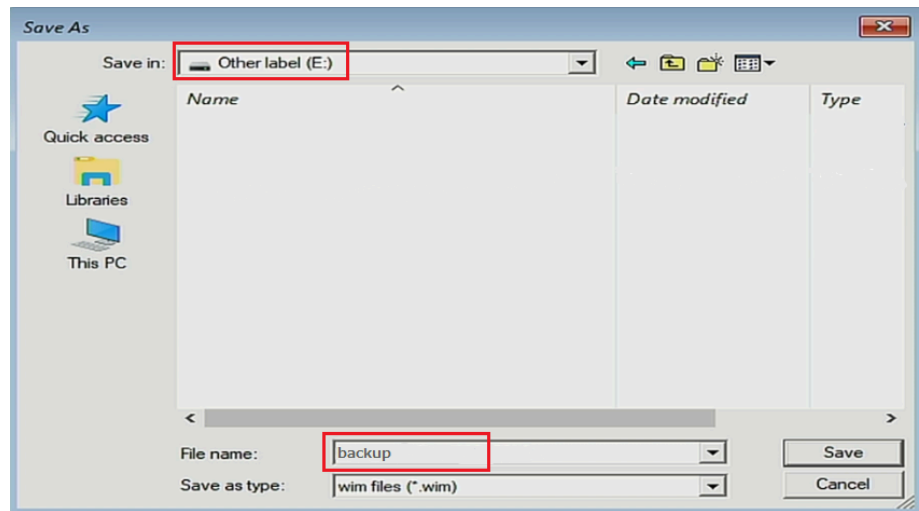 Save As
Save in: Other label (E:)
Name Date modified Type
Quick access
Libraries
This PC
File name: backup Save
Save as type: wim files (*.wim) Cancel